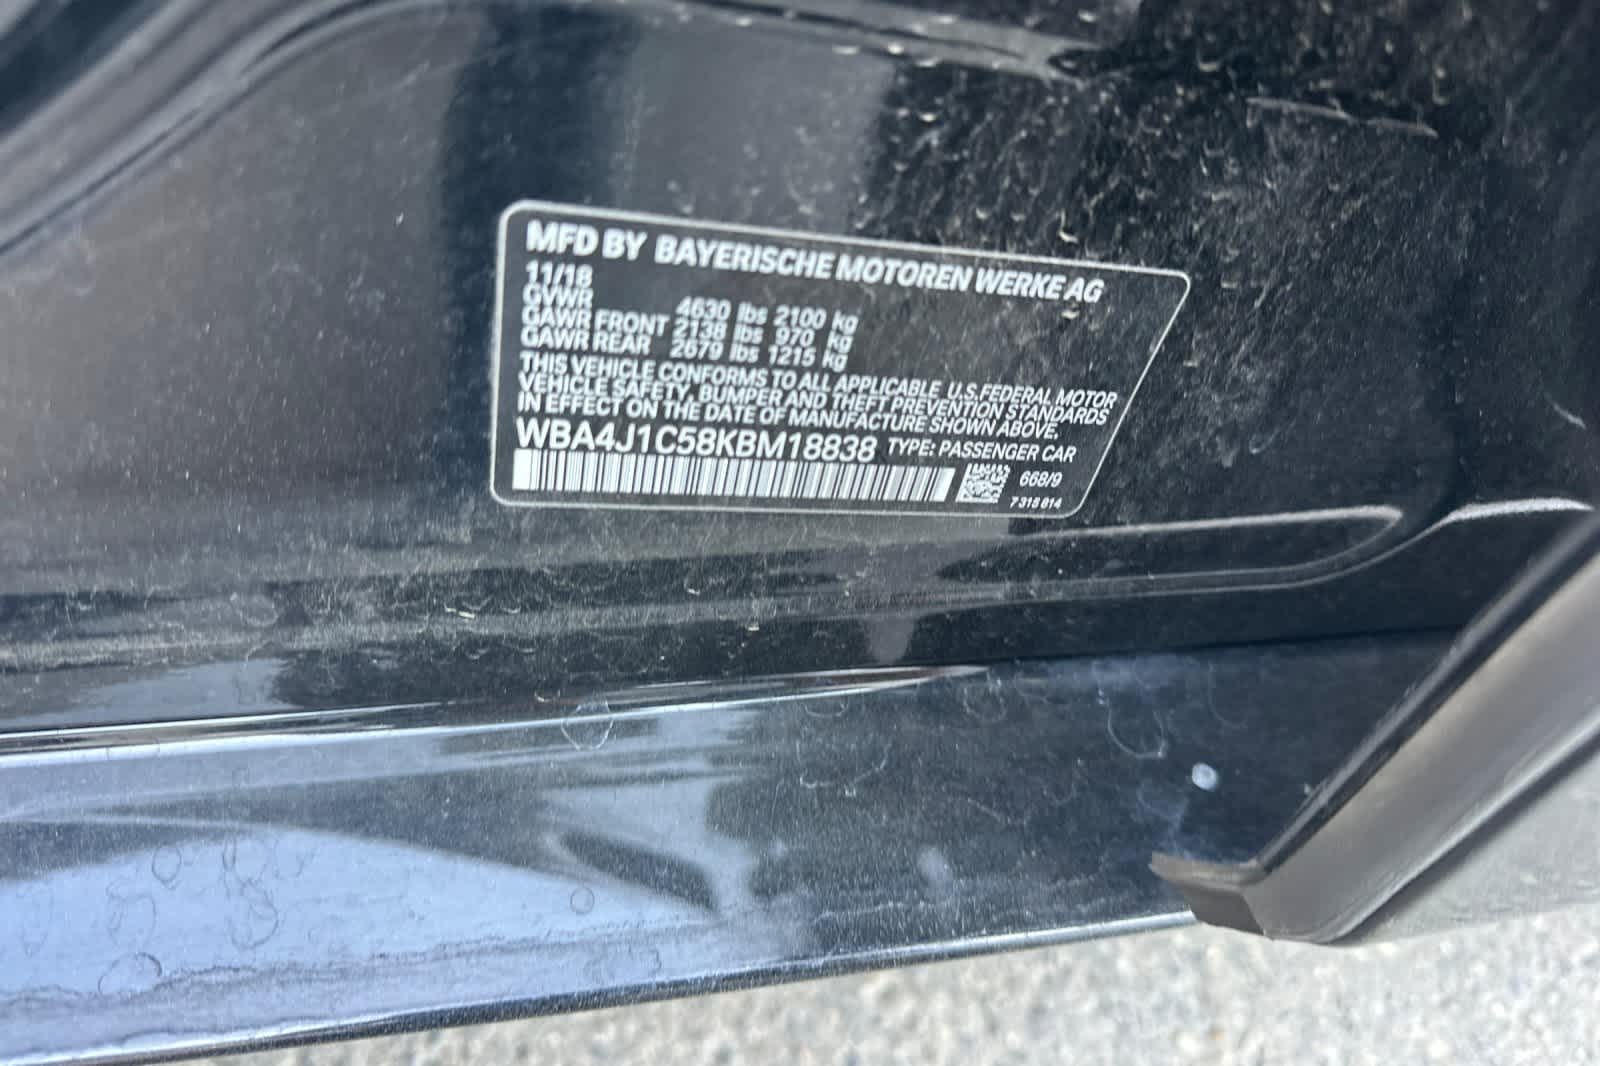 MFD BY BAYERISCHE MOTOREN WERKE AG
11/18
GVWR 4630 lbs 2100 kg
GAWR FRONT 2138 lbs 970 kg
GAWR REAR 2679 lbs 1215 kg
THIS VEHICLE CONFORMS TO ALL APPLICABLE U.S.FEDERAL MOTOR
VEHICLE SAFETY, BUMPER AND THEFT PREVENTION STANDARDS
IN EFFECT ON THE DATE OF MANUFACTURE SHOWN ABOVE.
WBA4J1C58KBM18838 TYPE: PASSENGER CAR
668/9
7 318 814